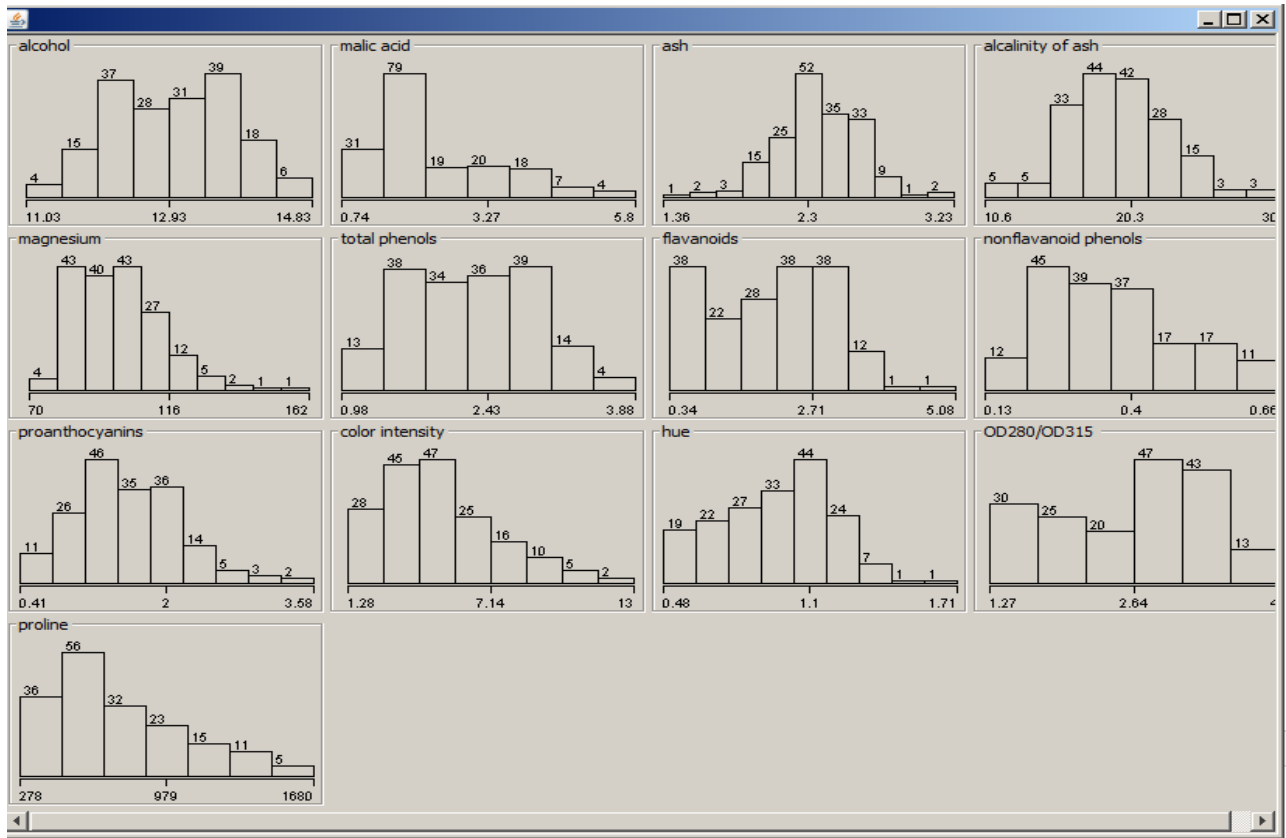 alcohol
4 15 37 28 31 39 18 6
11.03 12.93 14.83
malic acid
31 79 19 20 18 7 4
0.74 3.27 5.8
ash
1 2 3 15 25 52 35 33 9 1 2
1.36 2.3 3.23
alcalinity of ash
5 5 33 44 42 28 15 3 3
10.6 20.3 30
magnesium
4 43 40 43 27 12 5 2 1 1
70 116 162
total phenols
13 38 34 36 39 14 4
0.98 2.43 3.88
flavanoids
38 22 28 38 38 12 1 1
0.34 2.71 5.08
nonflavanoid phenols
12 45 39 37 17 17 11
0.13 0.4 0.66
proanthocyanins
11 26 46 35 36 14 5 3 2
0.41 2 3.58
color intensity
28 45 47 25 16 10 5 2
1.28 7.14 13
hue
19 22 27 33 44 24 7 1 1
0.48 1.1 1.71
OD280/OD315
30 25 20 47 43 13
1.27 2.64
proline
36 56 32 23 15 11 5
278 979 1680